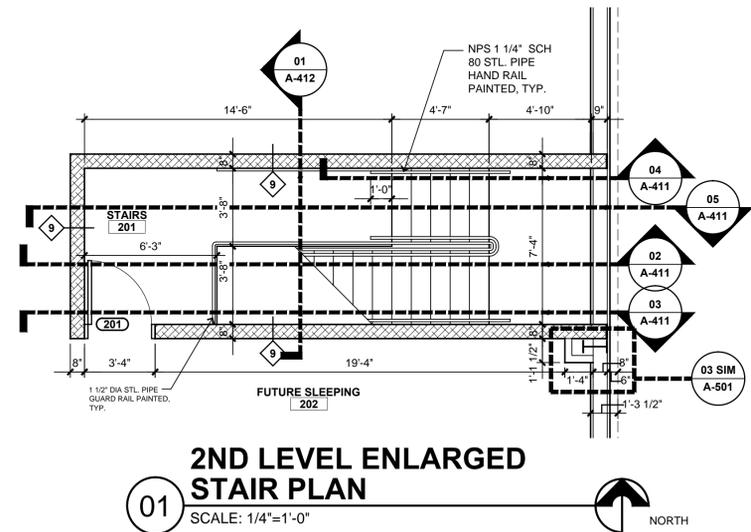 01
A-412
NPS 1 1/4" SCH
80 STL. PIPE
HAND RAIL
PAINTED, TYP.
14'-6"
4'-7"
4'-10"
9"
8"
8"
04
A-411
9
1'-0"
3'-8"
05
A-411
STAIRS
201
9
6'-3"
3'-8"
7'-4"
02
A-411
03
A-411
201
8"
8"
9
8"
3'-4"
19'-4"
1'-1 1/2"
1'-4"
8"
6"
03 SIM
A-501
1 1/2" DIA STL. PIPE
GUARD RAIL PAINTED,
TYP.
FUTURE SLEEPING
202
1'-3 1/2"
2ND LEVEL ENLARGED
STAIR PLAN
01
SCALE: 1/4"=1'-0"
NORTH